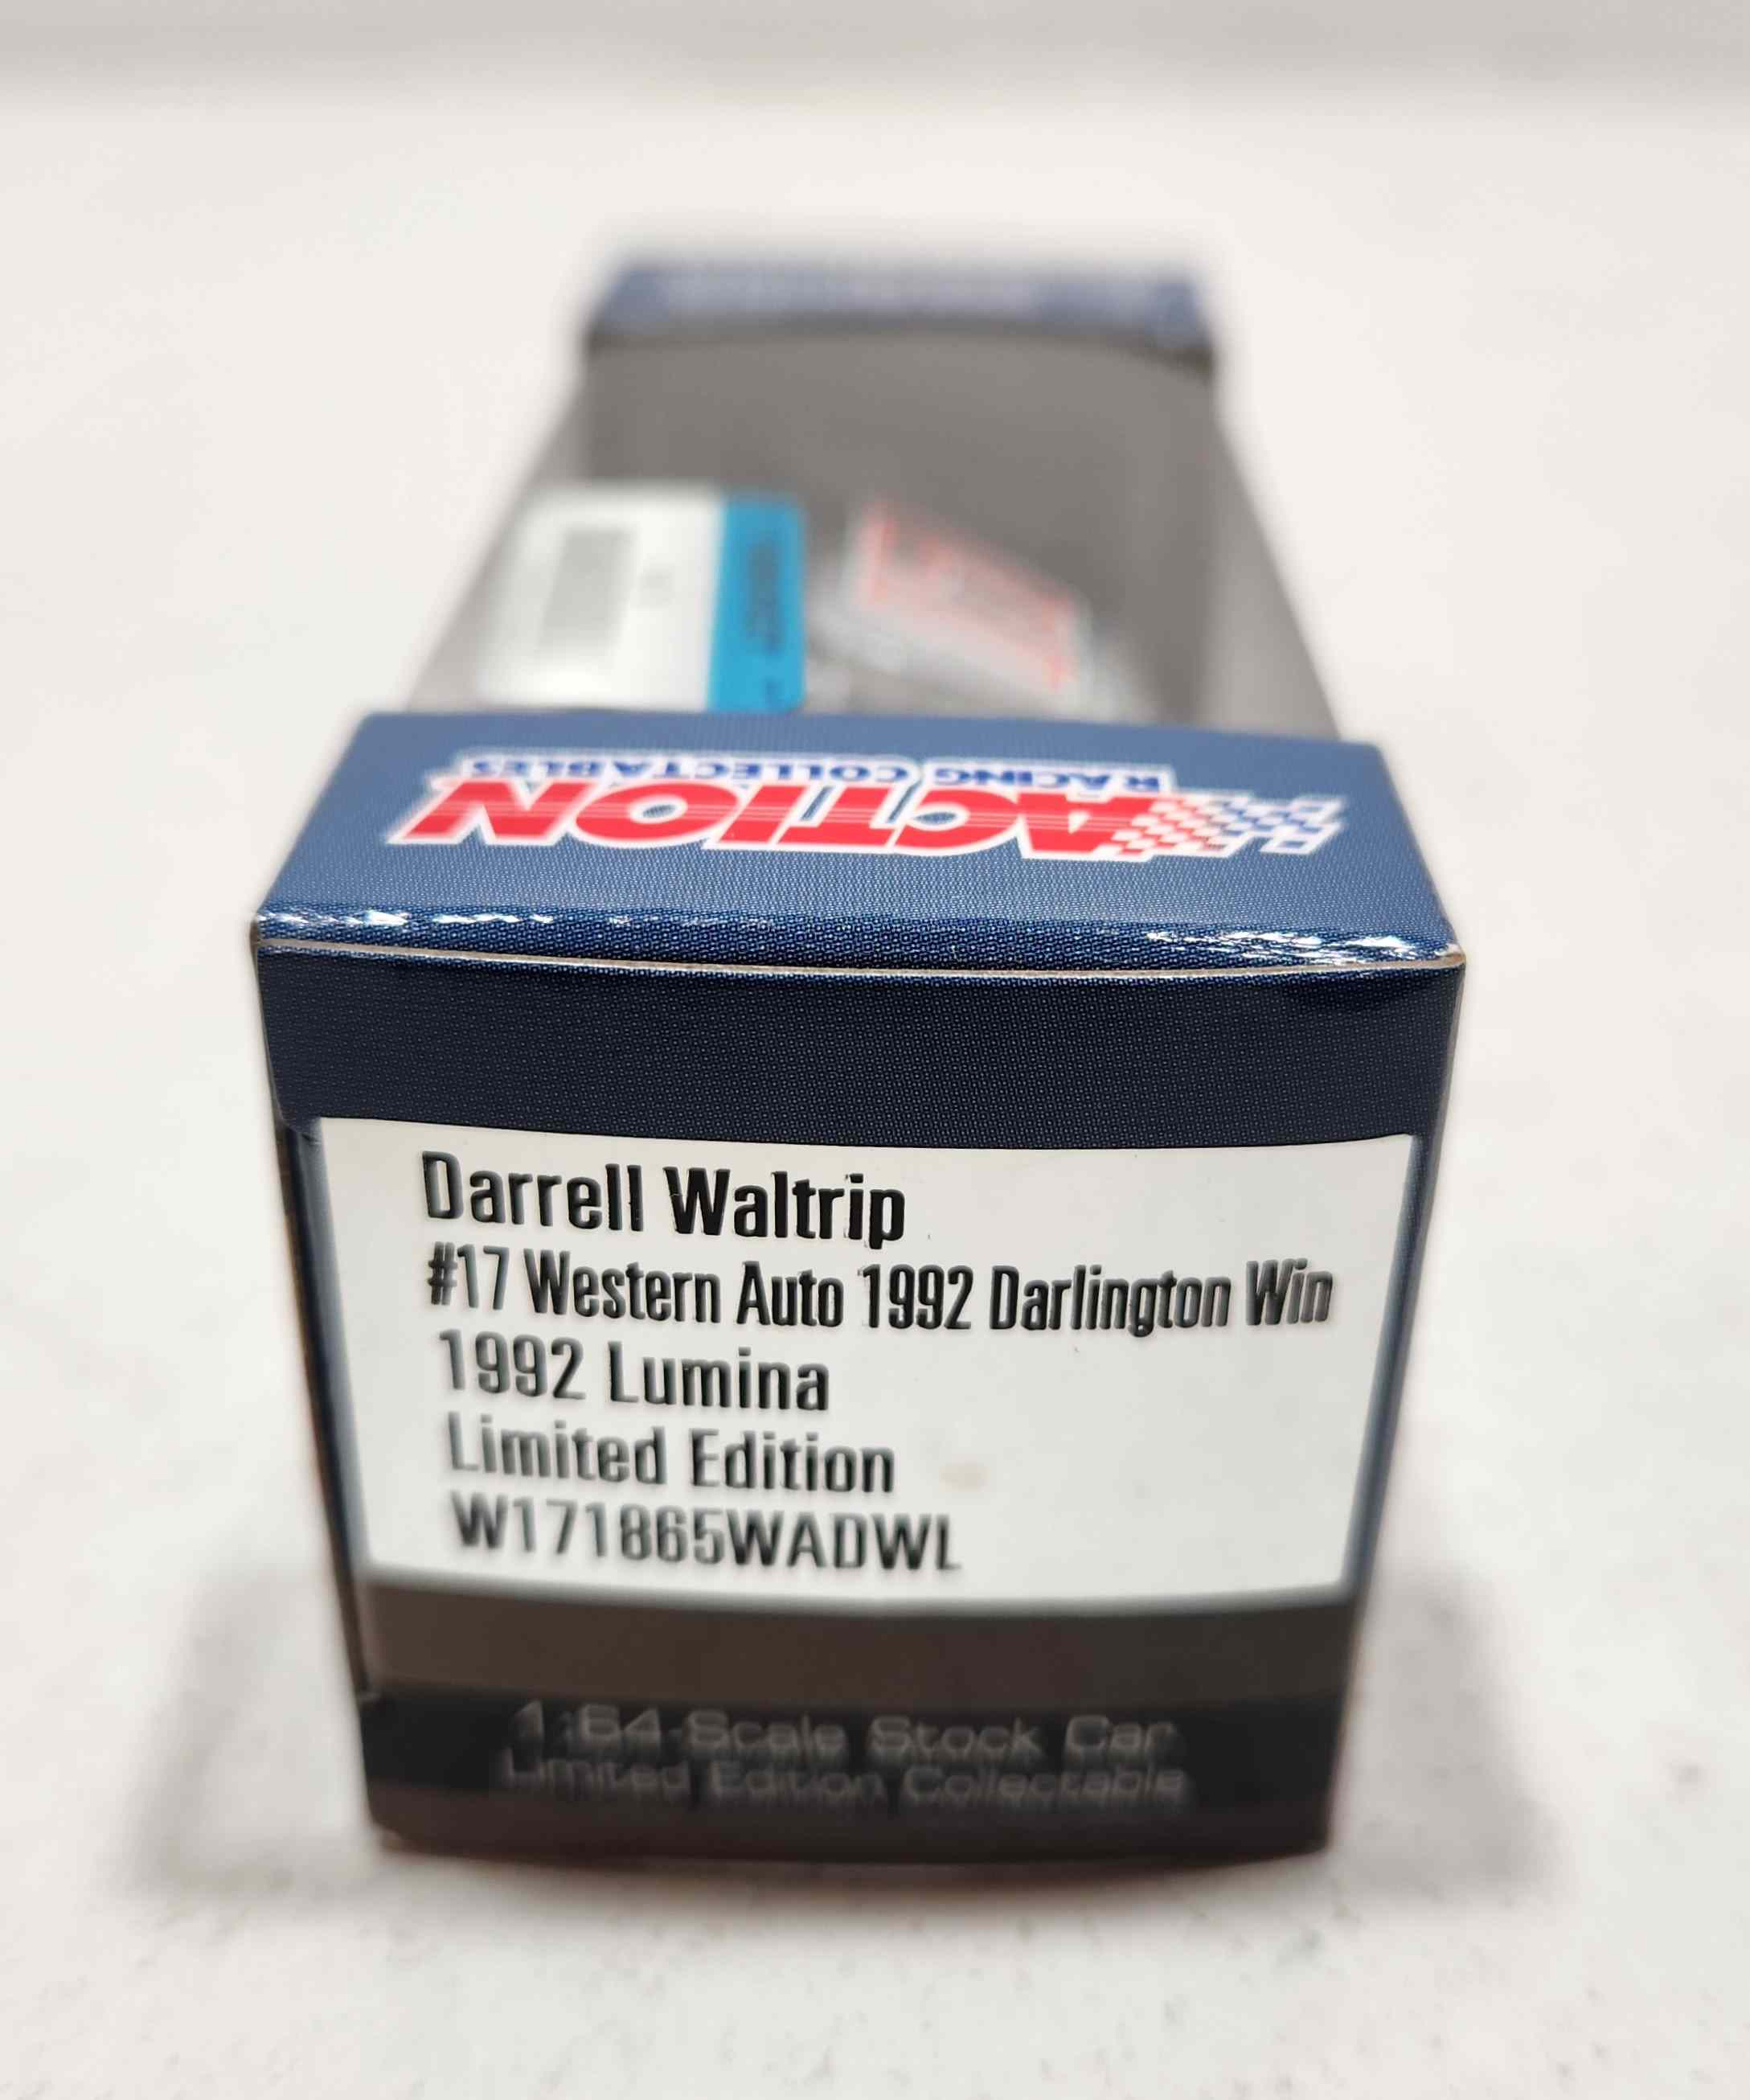 ACTION
RACING COLLECTABLES
Darrell Waltrip
#17 Western Auto 1992 Darlington Win
1992 Lumina
Limited Edition
W171865WADWL
1:64-Scale Stock Car
Limited Edition Collectable